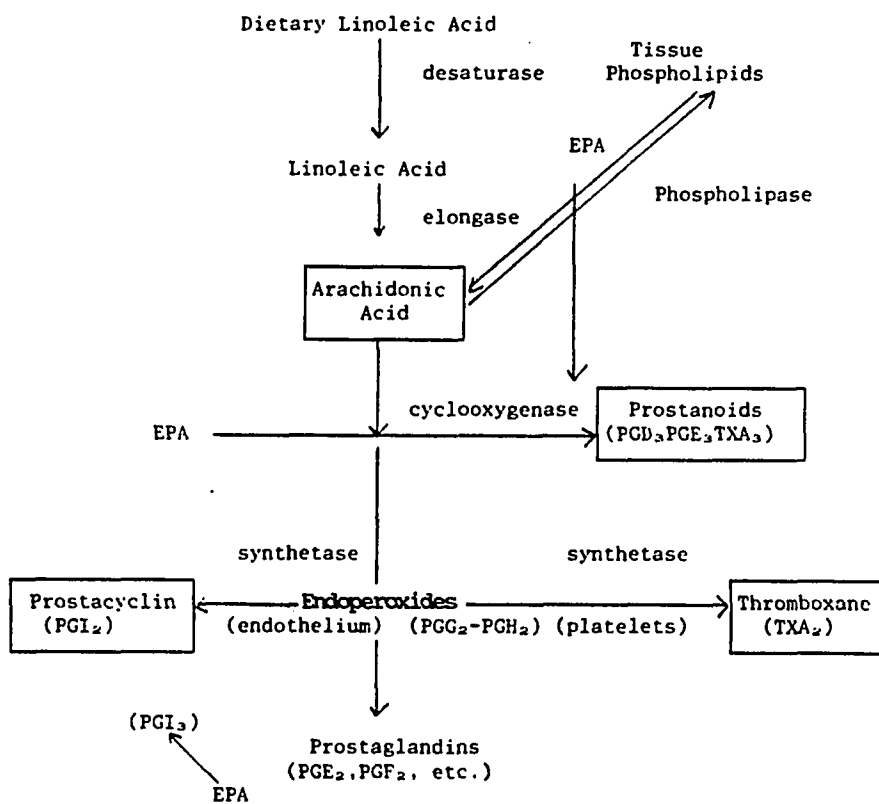 Dietary Linoleic Acid
desaturase
Tissue
Phospholipids
EPA
Linoleic Acid
Phospholipase
elongase
Arachidonic
Acid
cyclooxygenase
Prostanoids
(PGD₃PGE₃TXA₃)
EPA
synthetase
synthetase
Prostacyclin
(PGI₂)
Endoperoxides
(endothelium) (PGG₂-PGH₂) (platelets)
Thromboxane
(TXA₂)
(PGI₃)
Prostaglandins
(PGE₂,PGF₂, etc.)
EPA